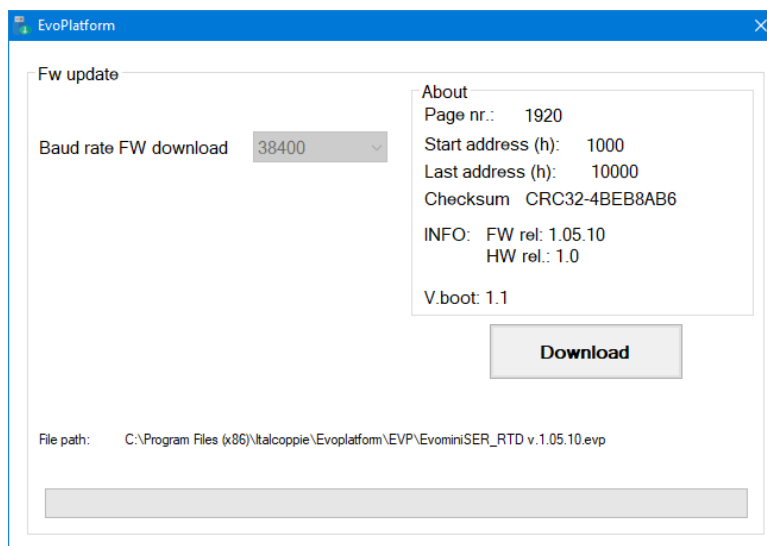 EvoPlatform
Fw update
Baud rate FW download 38400
About
Page nr.: 1920
Start address (h): 1000
Last address (h): 10000
Checksum CRC32-4BEB8AB6
INFO: FW rel: 1.05.10
HW rel.: 1.0
V.boot: 1.1
Download
File path: C:\Program Files (x86)\Italcoppie\Evoplatform\EVP\EvominiSER_RTD v.1.05.10.evp